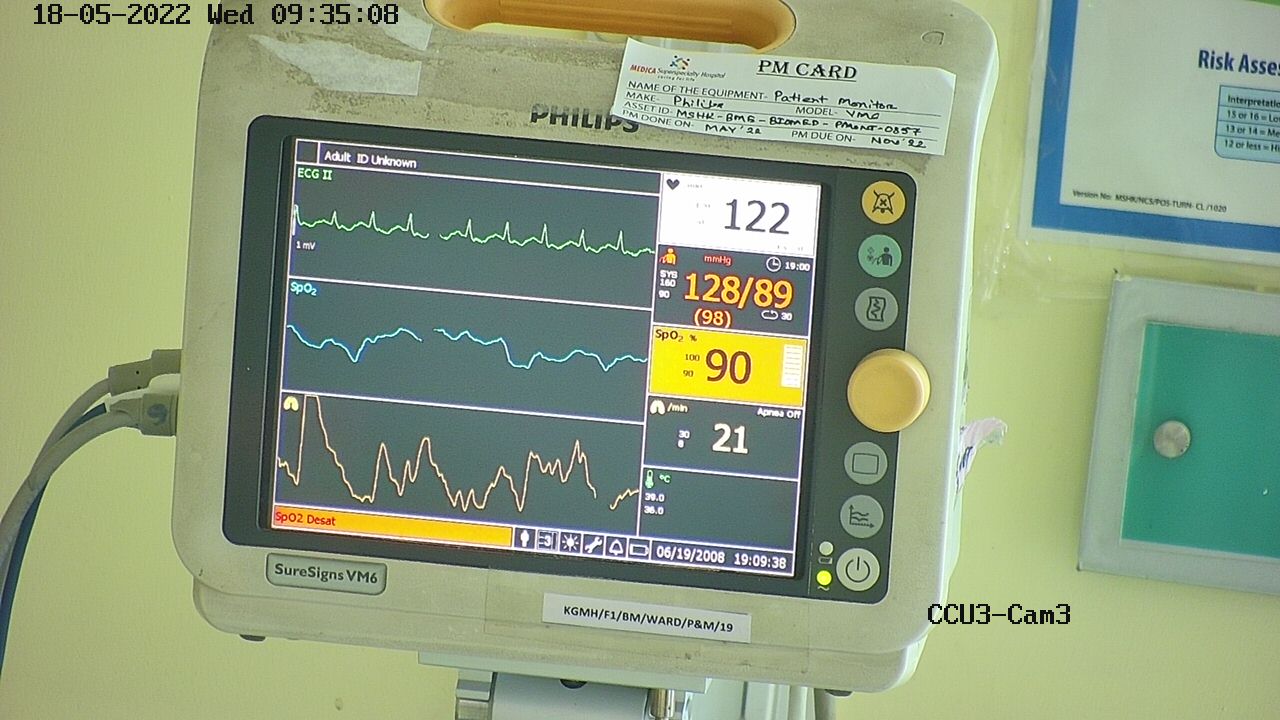 18-05-2022 Wed 09:35:08
MEDICA Superspecialty Hospital
PM CARD
NAME OF THE EQUIPMENT- Patient Monitor
MAKE- Philips MODEL- VM6
ASSET ID- MSHK-BMG-BIOMED-PMONT-0357
PM DONE ON- MAY'22 PM DUE ON- NOV'22
PHILIPS
Risk Asse
Interpretatio
15 or 16 = Lo
13 or 14 = Mo
12 or less = Hi
Version No: MSHK/NCS/POS-TURN- CL /1020
Adult ID Unknown
ECG II
1 mV
122
mmHg 19:00
SYS
160
90
128/89
(98)
30
SpO₂
SpO₂ %
100
90
90
/min Apnea Off
30
8
21
°C
39.0
36.0
SpO2 Desat
06/19/2008 19:09:38
SureSigns VM6
KGMH/F1/BM/WARD/P&M/19
CCU3-Cam3